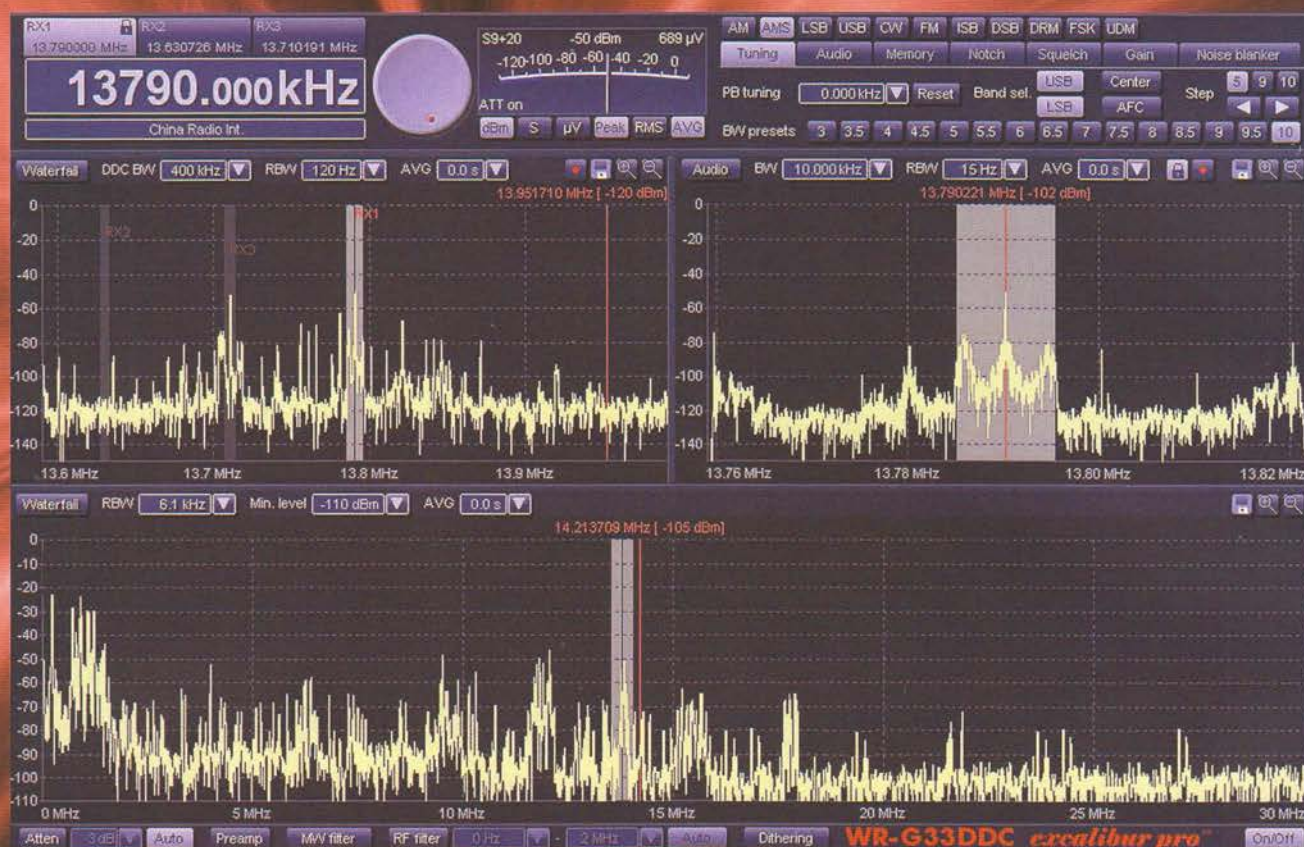 RX1 RX2 RX3
13.790000 MHz 13.630726 MHz 13.710191 MHz
13790.000kHz
China Radio Int.
S9+20 -50 dBm 689 µV
-120 -100 -80 -60 -40 -20 0
ATT on
dBm S µV Peak RMS AVG
AM AMS LSB USB CW FM ISB DSB DRM FSK UDM
Tuning Audio Memory Notch Squelch Gain Noise blanker
PB tuning 0.000 kHz Reset Band sel. USB LSB Center AFC Step 5 9 10
BW presets 3 3.5 4 4.5 5 5.5 6 6.5 7 7.5 8 8.5 9 9.5 10
Waterfall DDC BW 400 kHz RBW 120 Hz AVG 0.0 s
13.951710 MHz [ -120 dBm]
RX2 RX3 RX1
0
-20
-40
-60
-80
-100
-120
-140
13.6 MHz 13.7 MHz 13.8 MHz 13.9 MHz
Audio BW 10.000 kHz RBW 15 Hz AVG 0.0 s
13.790221 MHz [ -102 dBm]
0
-20
-40
-60
-80
-100
-120
-140
13.76 MHz 13.78 MHz 13.80 MHz 13.82 MHz
Waterfall RBW 6.1 kHz Min. level -110 dBm AVG 0.0 s
14.213709 MHz [ -105 dBm]
0
-10
-20
-30
-40
-50
-60
-70
-80
-90
-100
-110
0 MHz 5 MHz 10 MHz 15 MHz 20 MHz 25 MHz 30 MHz
Atten -3 dB Auto Preamp MW filter RF filter 0 Hz - 2 MHz Auto Dithering WR-G33DDC excalibur pro™ On/Off